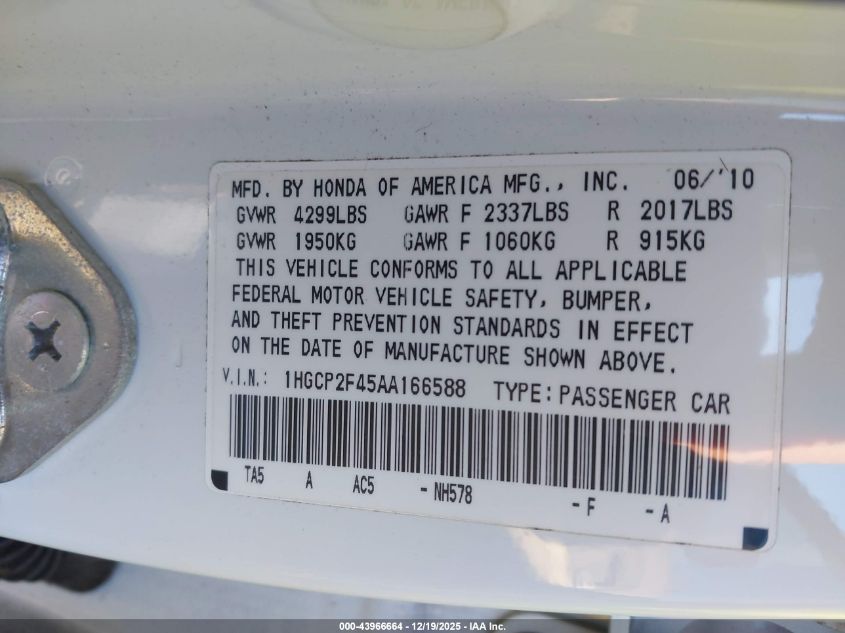 MFD. BY HONDA OF AMERICA MFG., INC. 06/'10
GVWR 4299LBS GAWR F 2337LBS R 2017LBS
GVWR 1950KG GAWR F 1060KG R 915KG
THIS VEHICLE CONFORMS TO ALL APPLICABLE
FEDERAL MOTOR VEHICLE SAFETY, BUMPER,
AND THEFT PREVENTION STANDARDS IN EFFECT
ON THE DATE OF MANUFACTURE SHOWN ABOVE.
V.I.N.: 1HGCP2F45AA166588 TYPE: PASSENGER CAR
TA5 A AC5 - NH578 - F - A
000-43966664 - 12/19/2025 - IAA Inc.